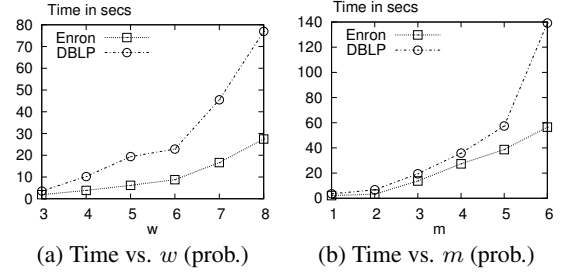 Time in secs
80
70
60
50
40
30
20
10
0
Enron
DBLP
3 4 5 6 7 8
w
(a) Time vs. w (prob.)
Time in secs
140
120
100
80
60
40
20
0
Enron
DBLP
1 2 3 4 5 6
m
(b) Time vs. m (prob.)